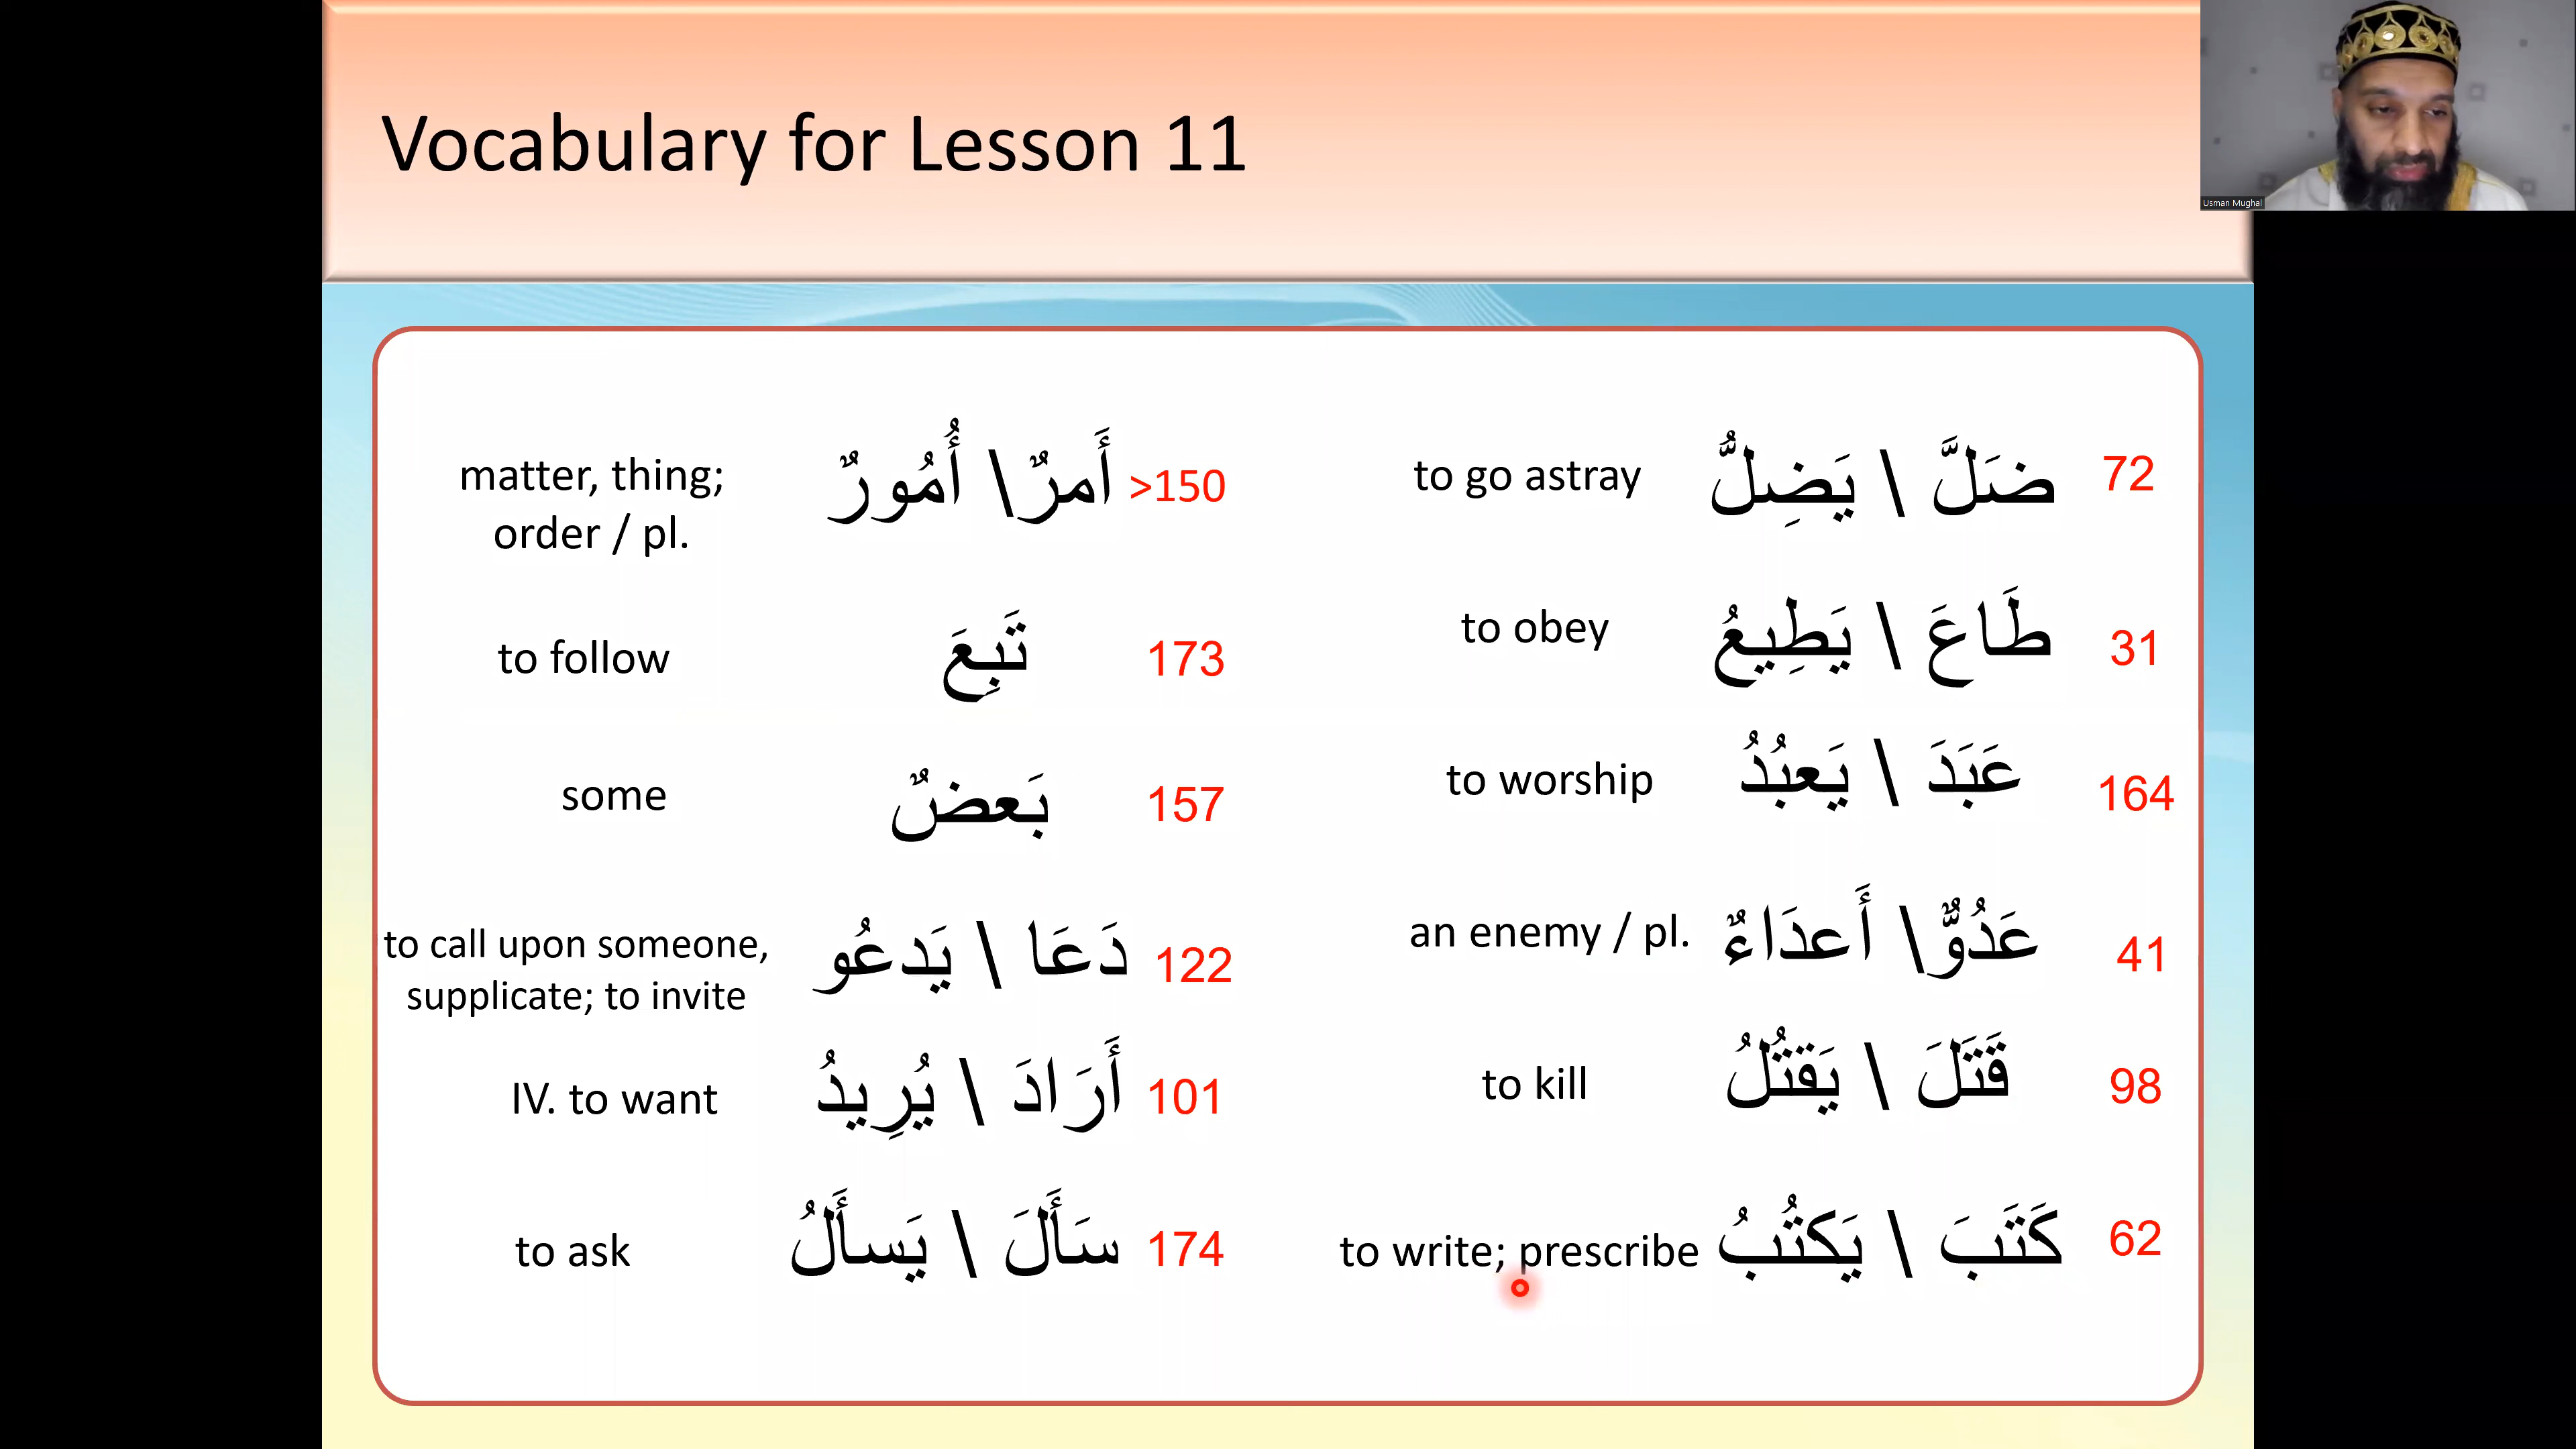 Vocabulary for Lesson 11
Usman Mughal
matter, thing;
order / pl.
أَمرٌ \ أُمُورٌ
>150
to follow
تَبِعَ
173
some
بَعضٌ
157
to call upon someone,
supplicate; to invite
دَعَا \ يَدعُو
122
IV. to want
أَرَادَ \ يُرِيدُ
101
to ask
سَأَلَ \ يَسأَلُ
174
to go astray
ضَلَّ \ يَضِلُّ
72
to obey
طَاعَ \ يَطِيعُ
31
to worship
عَبَدَ \ يَعبُدُ
164
an enemy / pl.
عَدُوٌّ \ أَعدَاءٌ
41
to kill
قَتَلَ \ يَقتُلُ
98
to write; prescribe
كَتَبَ \ يَكتُبُ
62